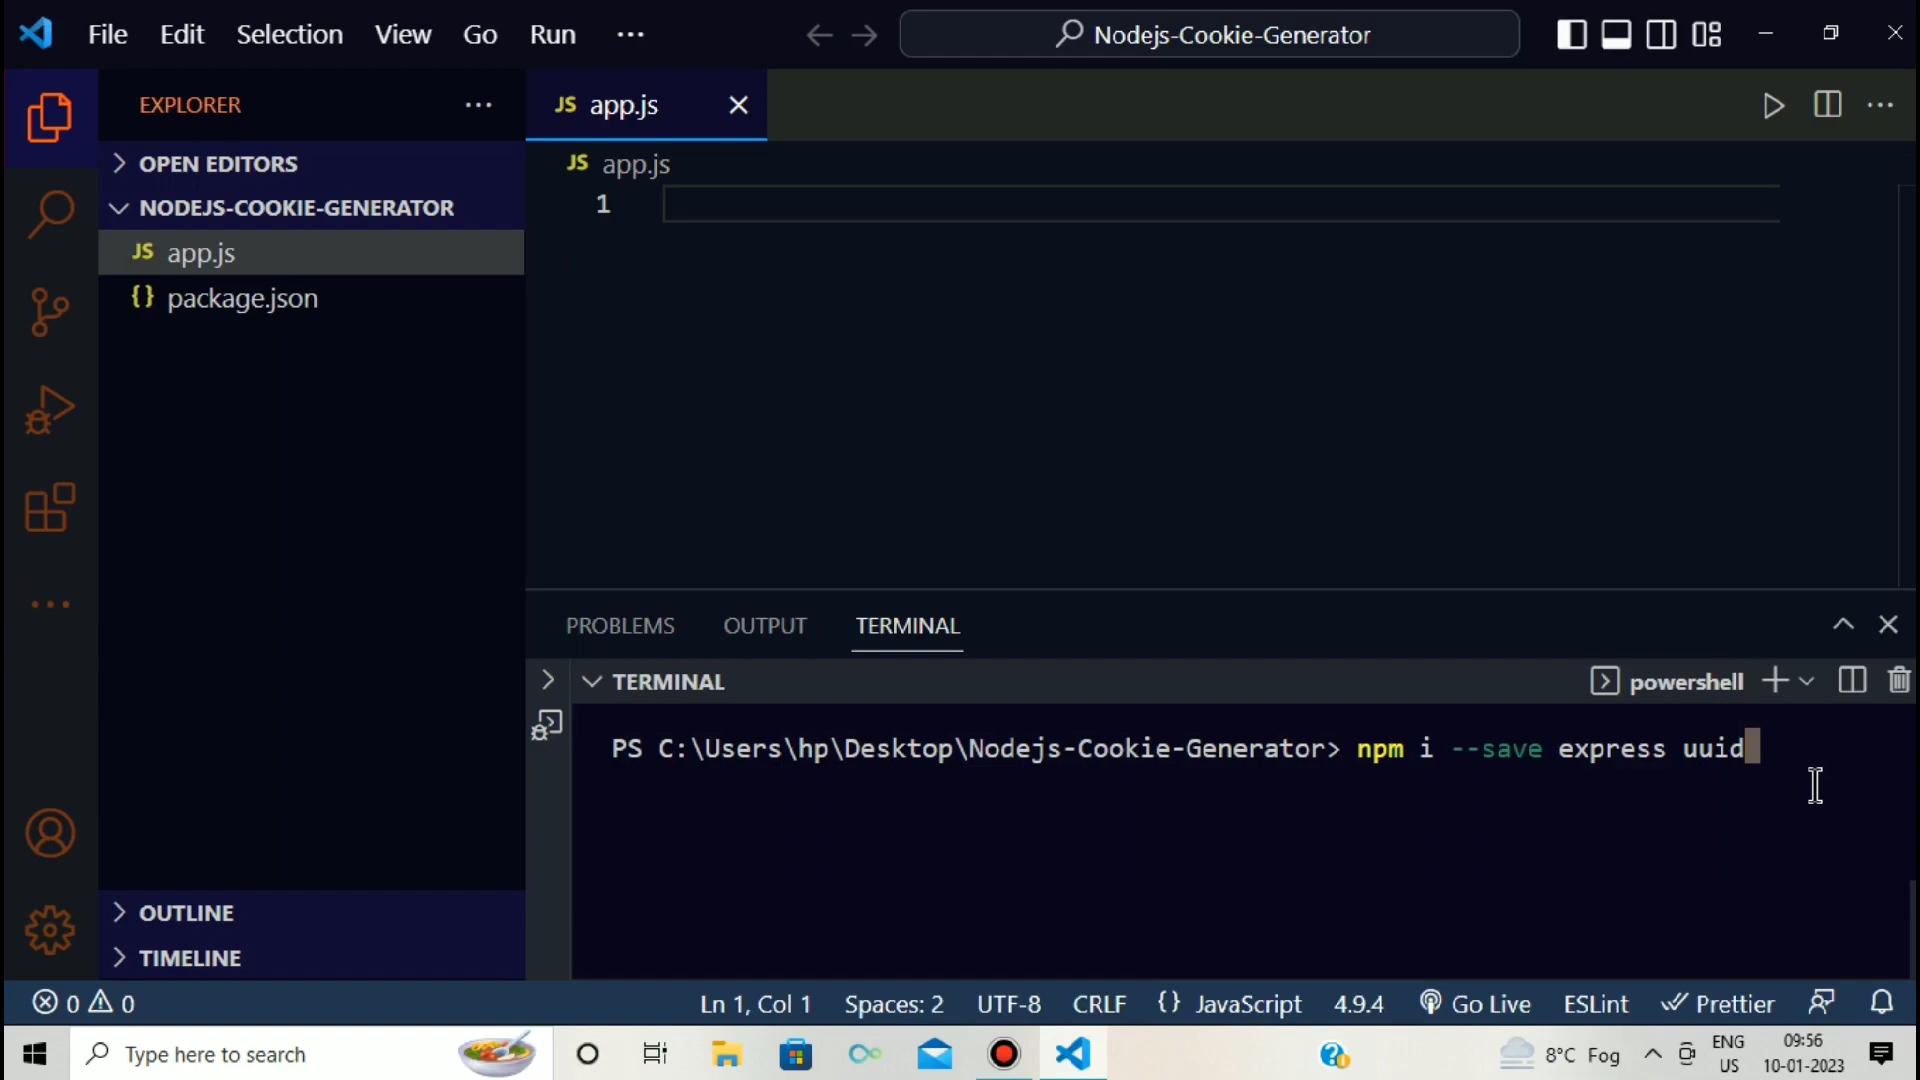 File Edit Selection View Go Run ...
Nodejs-Cookie-Generator
EXPLORER
JS app.js
OPEN EDITORS
JS app.js
NODEJS-COOKIE-GENERATOR
1
JS app.js
{} package.json
PROBLEMS OUTPUT TERMINAL
TERMINAL
powershell
PS C:\Users\hp\Desktop\Nodejs-Cookie-Generator> npm i --save express uuid
OUTLINE
TIMELINE
0 0 Ln 1, Col 1 Spaces: 2 UTF-8 CRLF {} JavaScript 4.9.4 Go Live ESLint Prettier
Type here to search
8°C Fog
ENG
US
09:56
10-01-2023